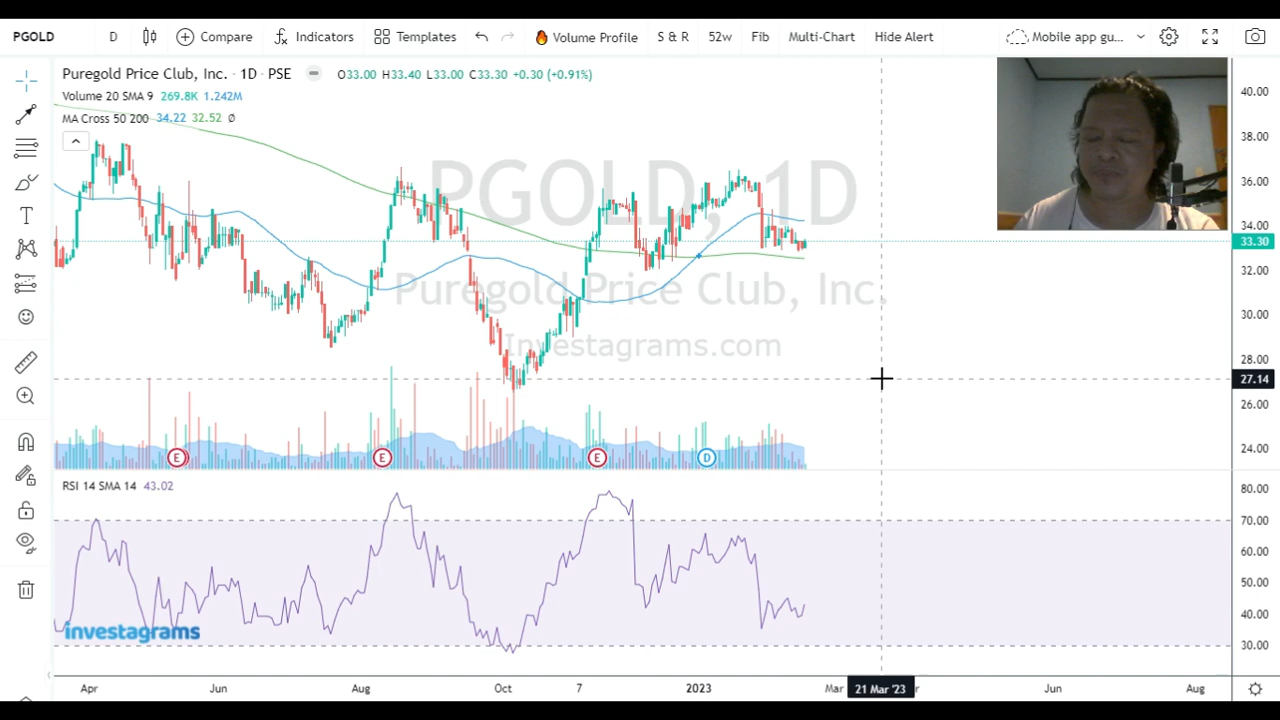 PGOLD D Compare Indicators Templates Volume Profile S & R 52w Fib Multi-Chart Hide Alert Mobile app gu...
Puregold Price Club, Inc. · 1D · PSE O33.00 H33.40 L33.00 C33.30 +0.30 (+0.91%)
Volume 20 SMA 9 269.8K 1.242M
MA Cross 50 200 34.22 32.52 Ø
PGOLD, 1D
Puregold Price Club, Inc.
Investagrams.com
40.00
38.00
36.00
34.00
33.30
32.00
30.00
28.00
27.14
26.00
24.00
E E E D
RSI 14 SMA 14 43.02
80.00
70.00
60.00
50.00
40.00
30.00
investagrams
Apr Jun Aug Oct 7 2023 Mar 21 Mar '23 Jun Aug